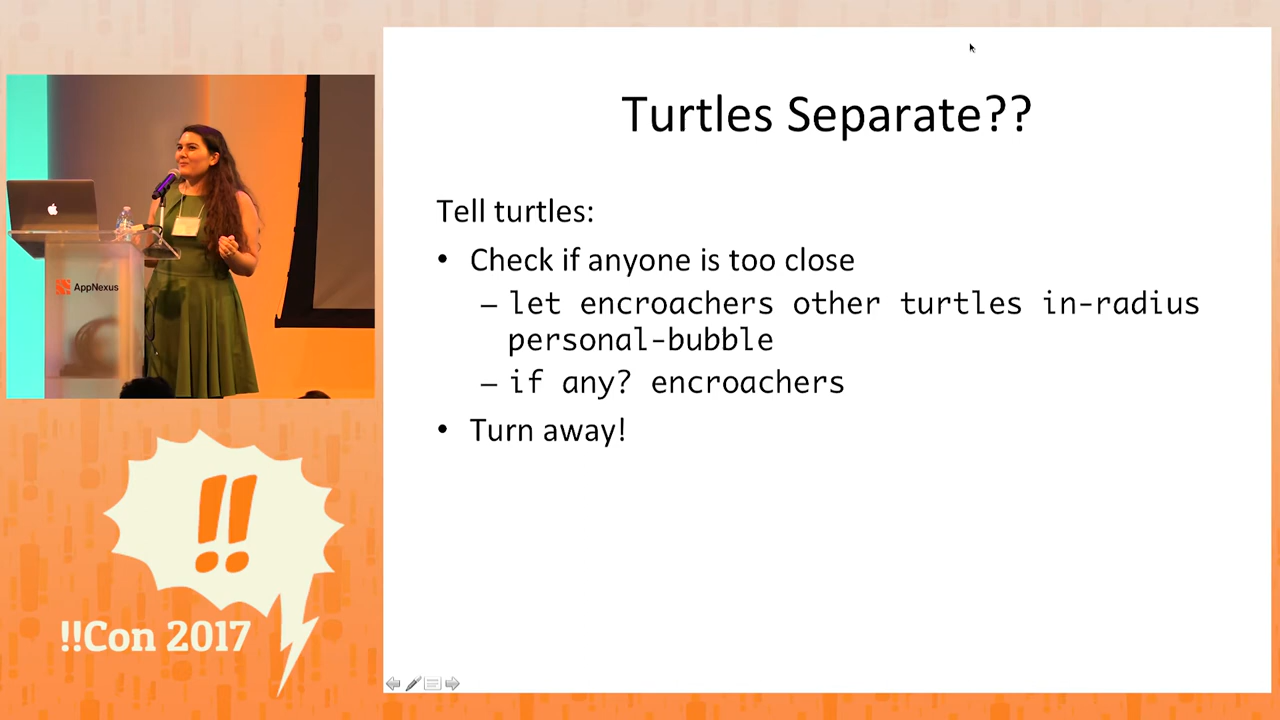 Turtles Separate??
Tell turtles:
• Check if anyone is too close
– let encroachers other turtles in-radius
personal-bubble
– if any? encroachers
• Turn away!
AppNexus
!!
!!Con 2017